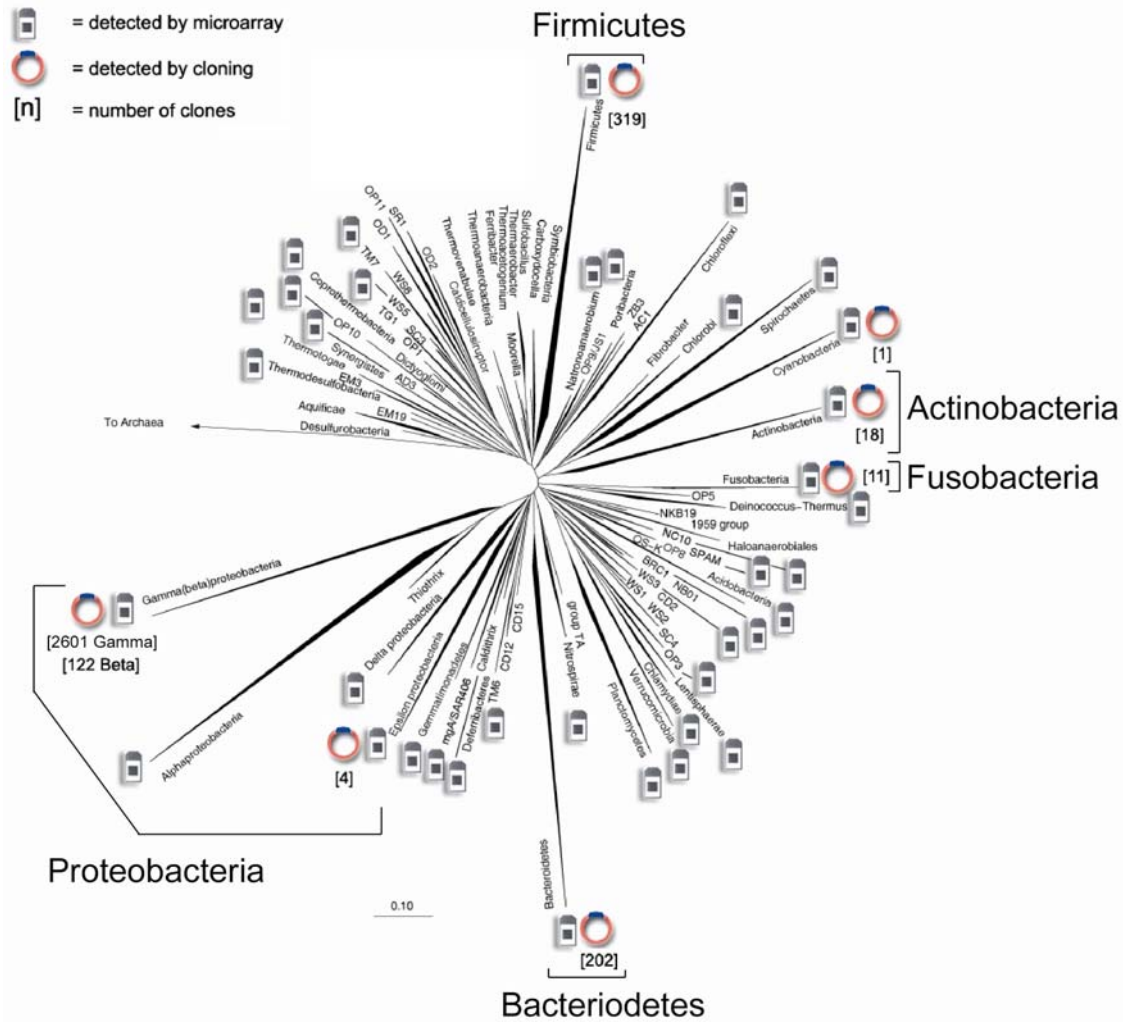 = detected by microarray
= detected by cloning
[n] = number of clones
Firmicutes
[319]
Firmicutes
OP11
SR1
OD1
OD2
TM7
WS6
WS5
TG1
SC3
OP1
Coprothermobacteria
OP10
Dictyoglomi
Synergistes
AD3
Thermotogae
EM3
Thermodesulfobacteria
Aquificae
EM19
Desulfurobacteria
To Archaea
Thermovenabulae
Caldicellulosiruptor
Thermoanaerobacteria
Ferribacter
Thermoacetogenium
Thermaerobacter
Sulfobacillus
Carboxydocella
Symbiobacteria
Moorella
Natronoanaerobium
OP9/JS1
Poribacteria
ZB3
AC1
Chloroflexi
Fibrobacter
Chlorobi
Spirochaetes
Cyanobacteria
[1]
Actinobacteria
[18]
Actinobacteria
Fusobacteria
[11]
Fusobacteria
OP5
Deinococcus-Thermus
NKB19
1959 group
NC10
Haloanaerobiales
OS-K
OP8
SPAM
Acidobacteria
BRC1
NB01
WS3
CD2
WS1
WS2
SC4
OP3
Lentisphaerae
Chlamydiae
Verrucomicrobia
Planctomycetes
group TA
Nitrospirae
Gamma(beta)proteobacteria
[2601 Gamma]
[122 Beta]
Alphaproteobacteria
Thiothrix
Delta proteobacteria
Epsilon proteobacteria
[4]
Gemmatimonadetes
mgA/SAR406
Caldithrix
Deferribacteres
TM6
CD12
CD15
Proteobacteria
0.10
Bacteroidetes
[202]
Bacteriodetes